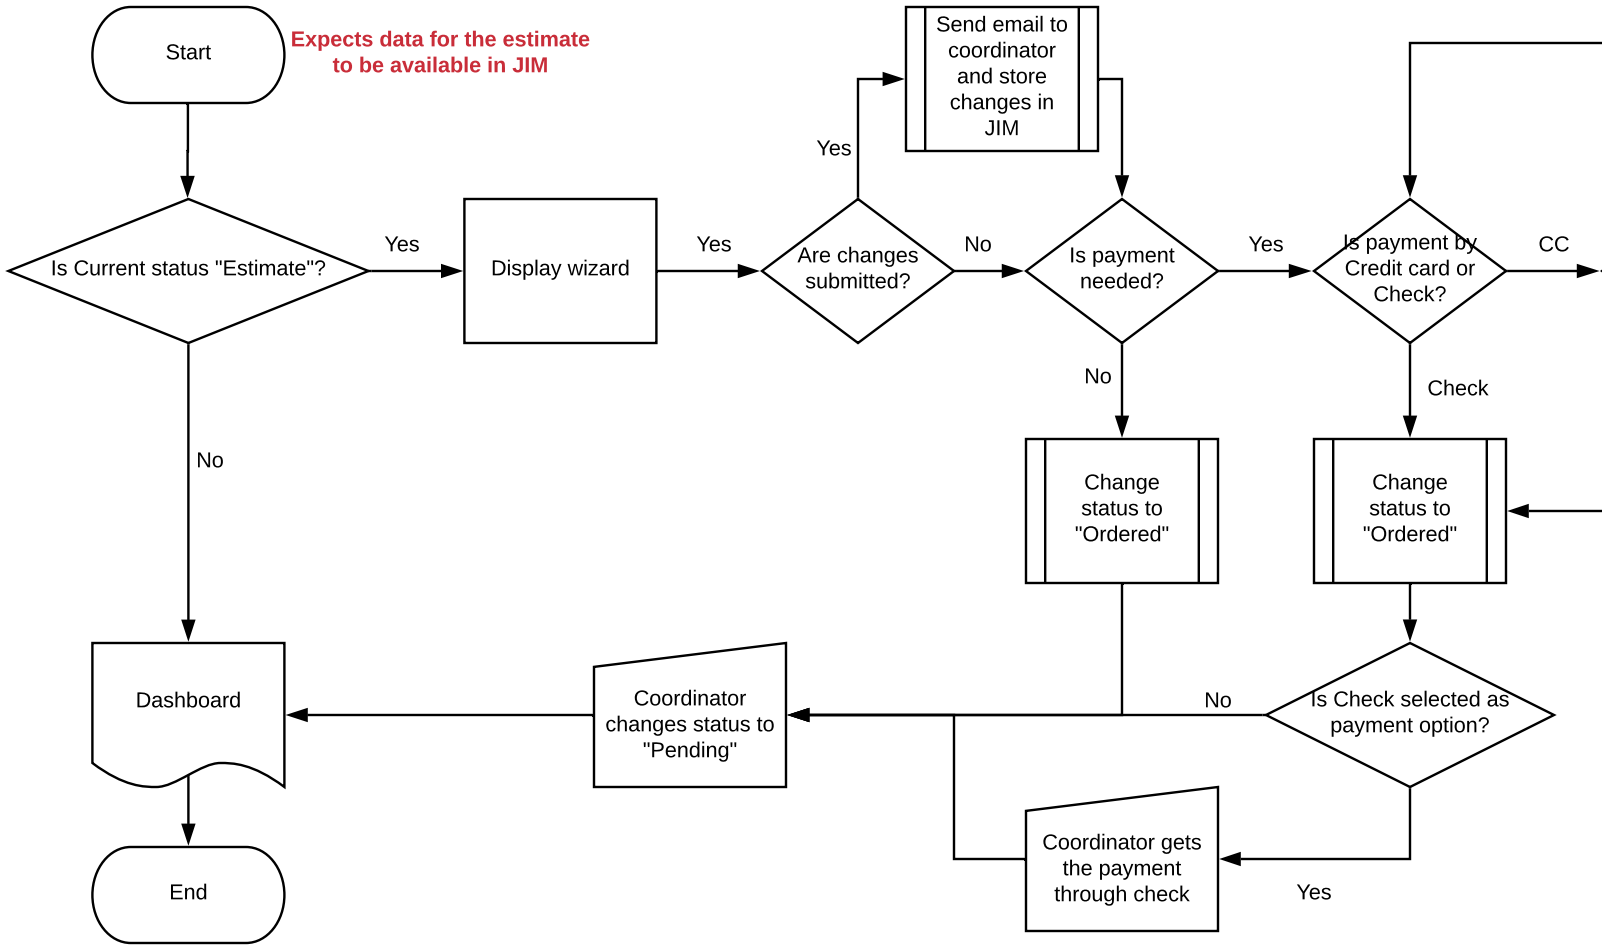 Start
Expects data for the estimate
to be available in JIM
Send email to
coordinator
and store
changes in
JIM
Yes
Is Current status "Estimate"?
Yes
Display wizard
Yes
Are changes
submitted?
No
Is payment
needed?
Yes
Is payment by
Credit card or
Check?
CC
No
Check
No
Change
status to
"Ordered"
Change
status to
"Ordered"
Dashboard
Coordinator
changes status to
"Pending"
No
Is Check selected as
payment option?
Coordinator gets
the payment
through check
Yes
End